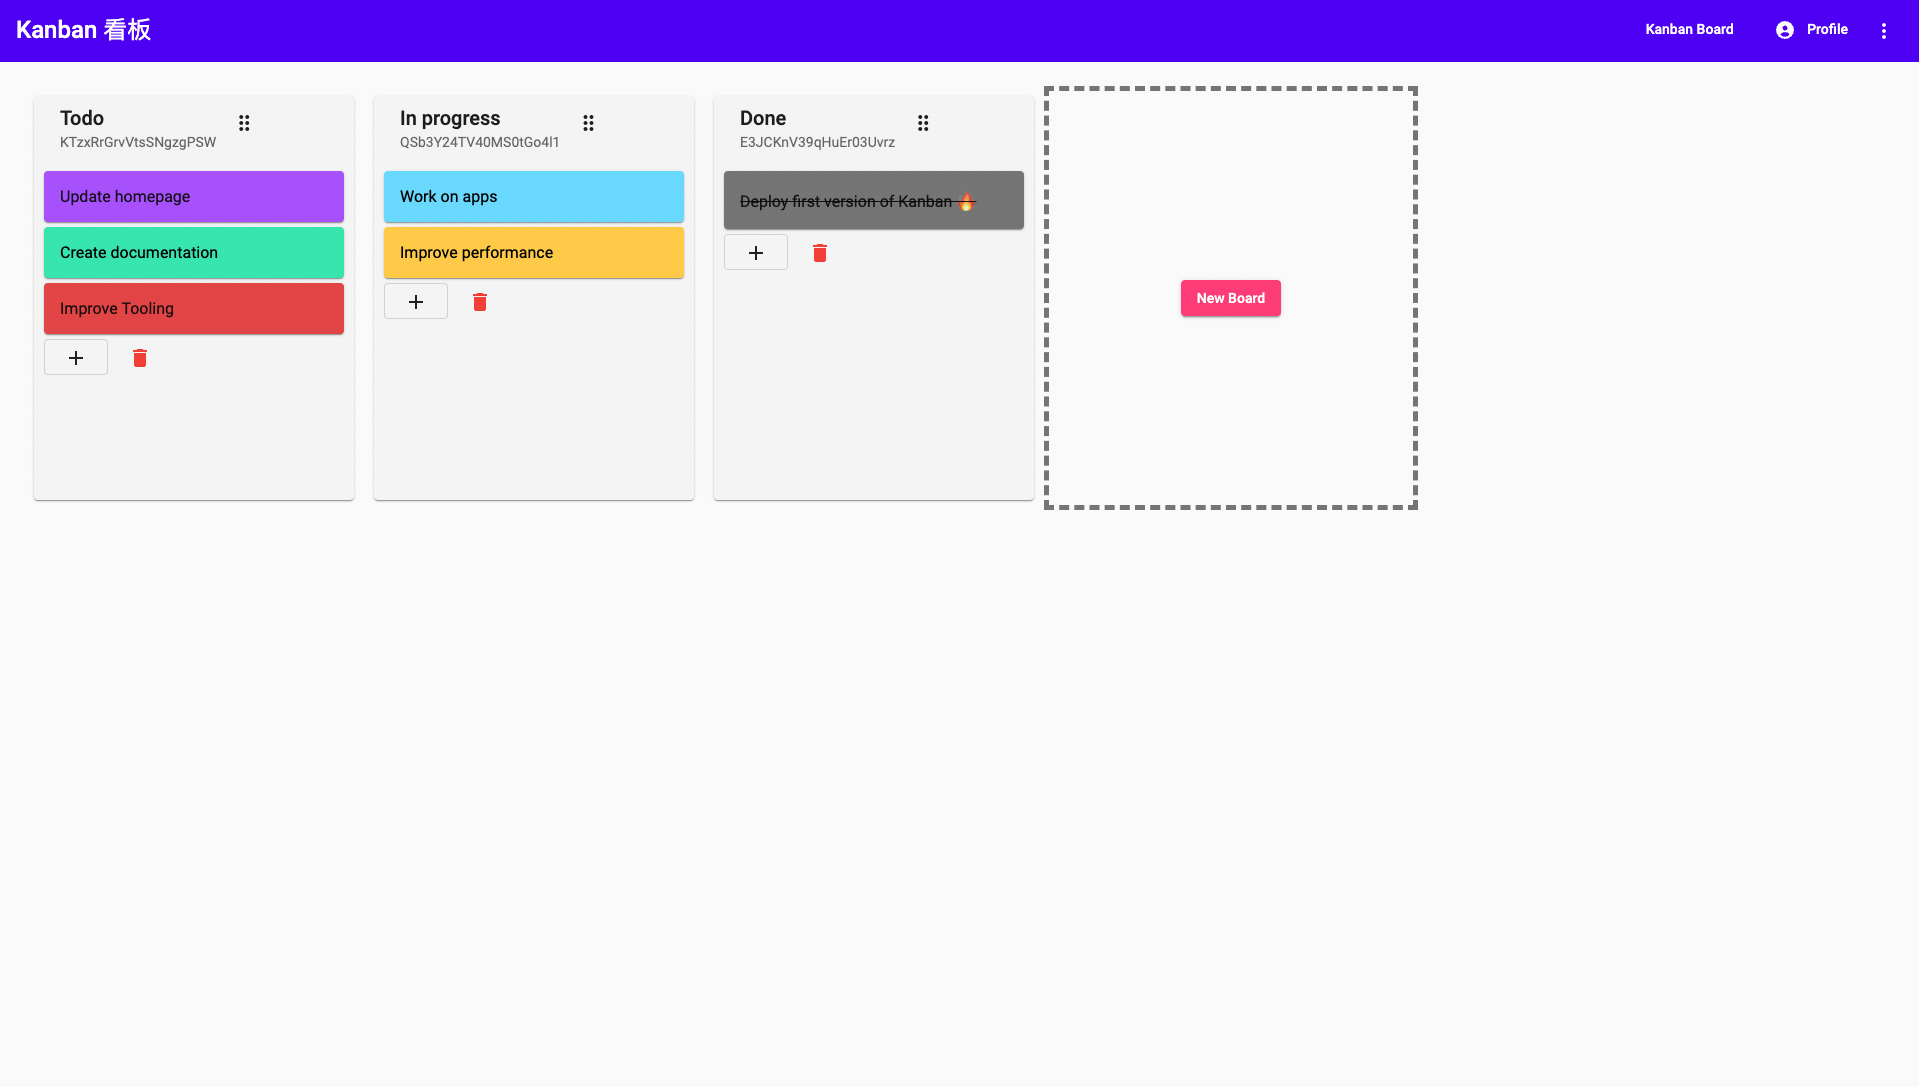 Kanban 看板
Kanban Board
Profile
Todo
KTzxRrGrvVtsSNgzgPSW
Update homepage
Create documentation
Improve Tooling
In progress
QSb3Y24TV40MS0tGo4l1
Work on apps
Improve performance
Done
E3JCKnV39qHuEr03Uvrz
Deploy first version of Kanban 🔥
New Board